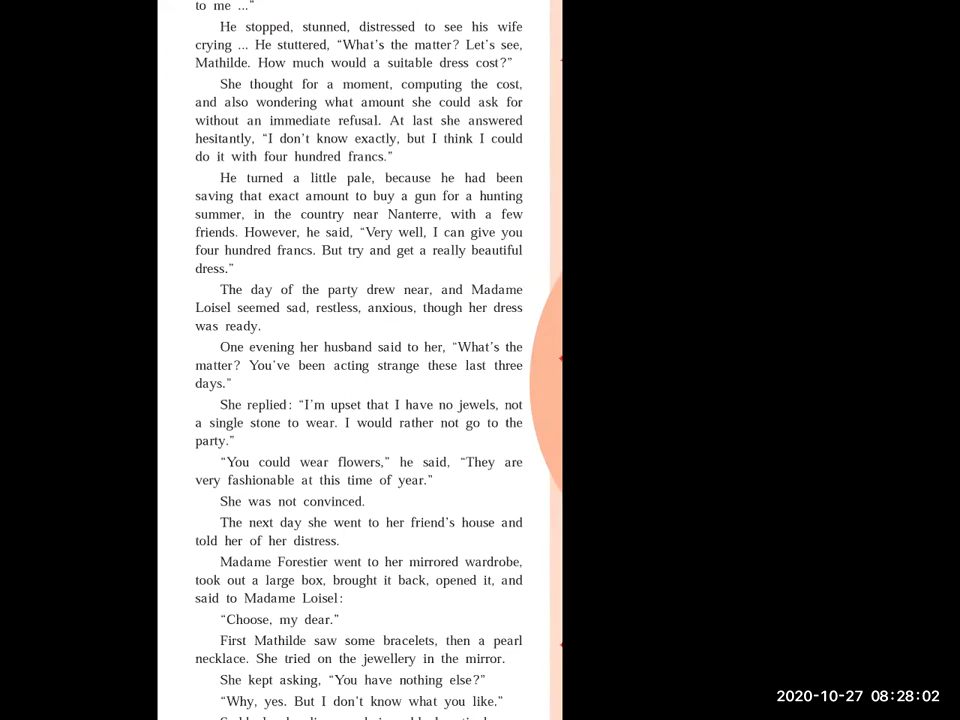 to me ..."
He stopped, stunned, distressed to see his wife
crying ... He stuttered, “What’s the matter? Let’s see,
Mathilde. How much would a suitable dress cost?”
She thought for a moment, computing the cost,
and also wondering what amount she could ask for
without an immediate refusal. At last she answered
hesitantly, “I don’t know exactly, but I think I could
do it with four hundred francs.”
He turned a little pale, because he had been
saving that exact amount to buy a gun for a hunting
summer, in the country near Nanterre, with a few
friends. However, he said, “Very well, I can give you
four hundred francs. But try and get a really beautiful
dress.”
The day of the party drew near, and Madame
Loisel seemed sad, restless, anxious, though her dress
was ready.
One evening her husband said to her, “What’s the
matter? You’ve been acting strange these last three
days.”
She replied: “I’m upset that I have no jewels, not
a single stone to wear. I would rather not go to the
party.”
“You could wear flowers,” he said, “They are
very fashionable at this time of year.”
She was not convinced.
The next day she went to her friend’s house and
told her of her distress.
Madame Forestier went to her mirrored wardrobe,
took out a large box, brought it back, opened it, and
said to Madame Loisel:
“Choose, my dear.”
First Mathilde saw some bracelets, then a pearl
necklace. She tried on the jewellery in the mirror.
She kept asking, “You have nothing else?”
“Why, yes. But I don’t know what you like.”
2020-10-27 08:28:02